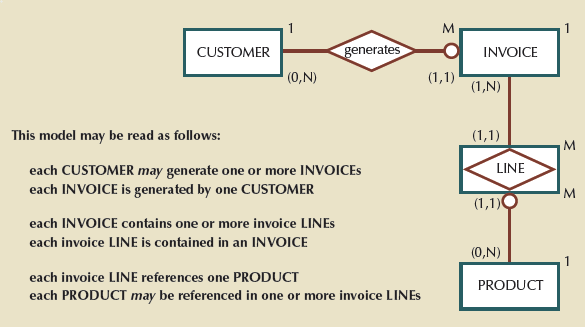 1
M
1
CUSTOMER
generates
INVOICE
(0,N)
(1,1)
(1,N)
This model may be read as follows:
(1,1)
M
each CUSTOMER may generate one or more INVOICEs
LINE
each INVOICE is generated by one CUSTOMER
M
(1,1)
each INVOICE contains one or more invoice LINEs
each invoice LINE is contained in an INVOICE
(0,N)
1
each invoice LINE references one PRODUCT
PRODUCT
each PRODUCT may be referenced in one or more invoice LINEs